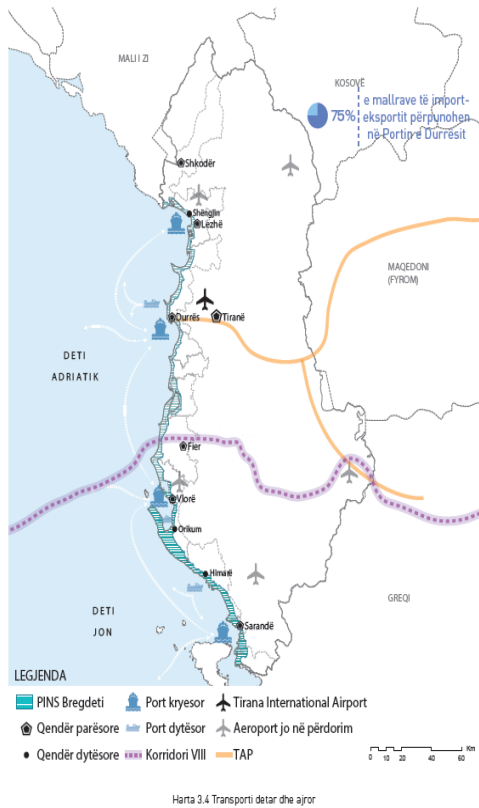 MALI I ZI
KOSOVË
75%
e mallrave të import-
eksportit përpunohen
në Portin e Durrësit
Shkodër
Shëngjin
Lezhë
MAQEDONI
(FYROM)
Durrës
Tiranë
DETI
ADRIATIK
Fier
Vlorë
Orikum
Himarë
DETI
JON
GREQI
Sarandë
LEGJENDA
PINS Bregdeti
Port kryesor
Tirana International Airport
Qendër parësore
Port dytësor
Aeroport jo në përdorim
Qendër dytësore
Korridori VIII
TAP
Km
0 10 20 40 60
Harta 3.4 Transporti detar dhe ajror